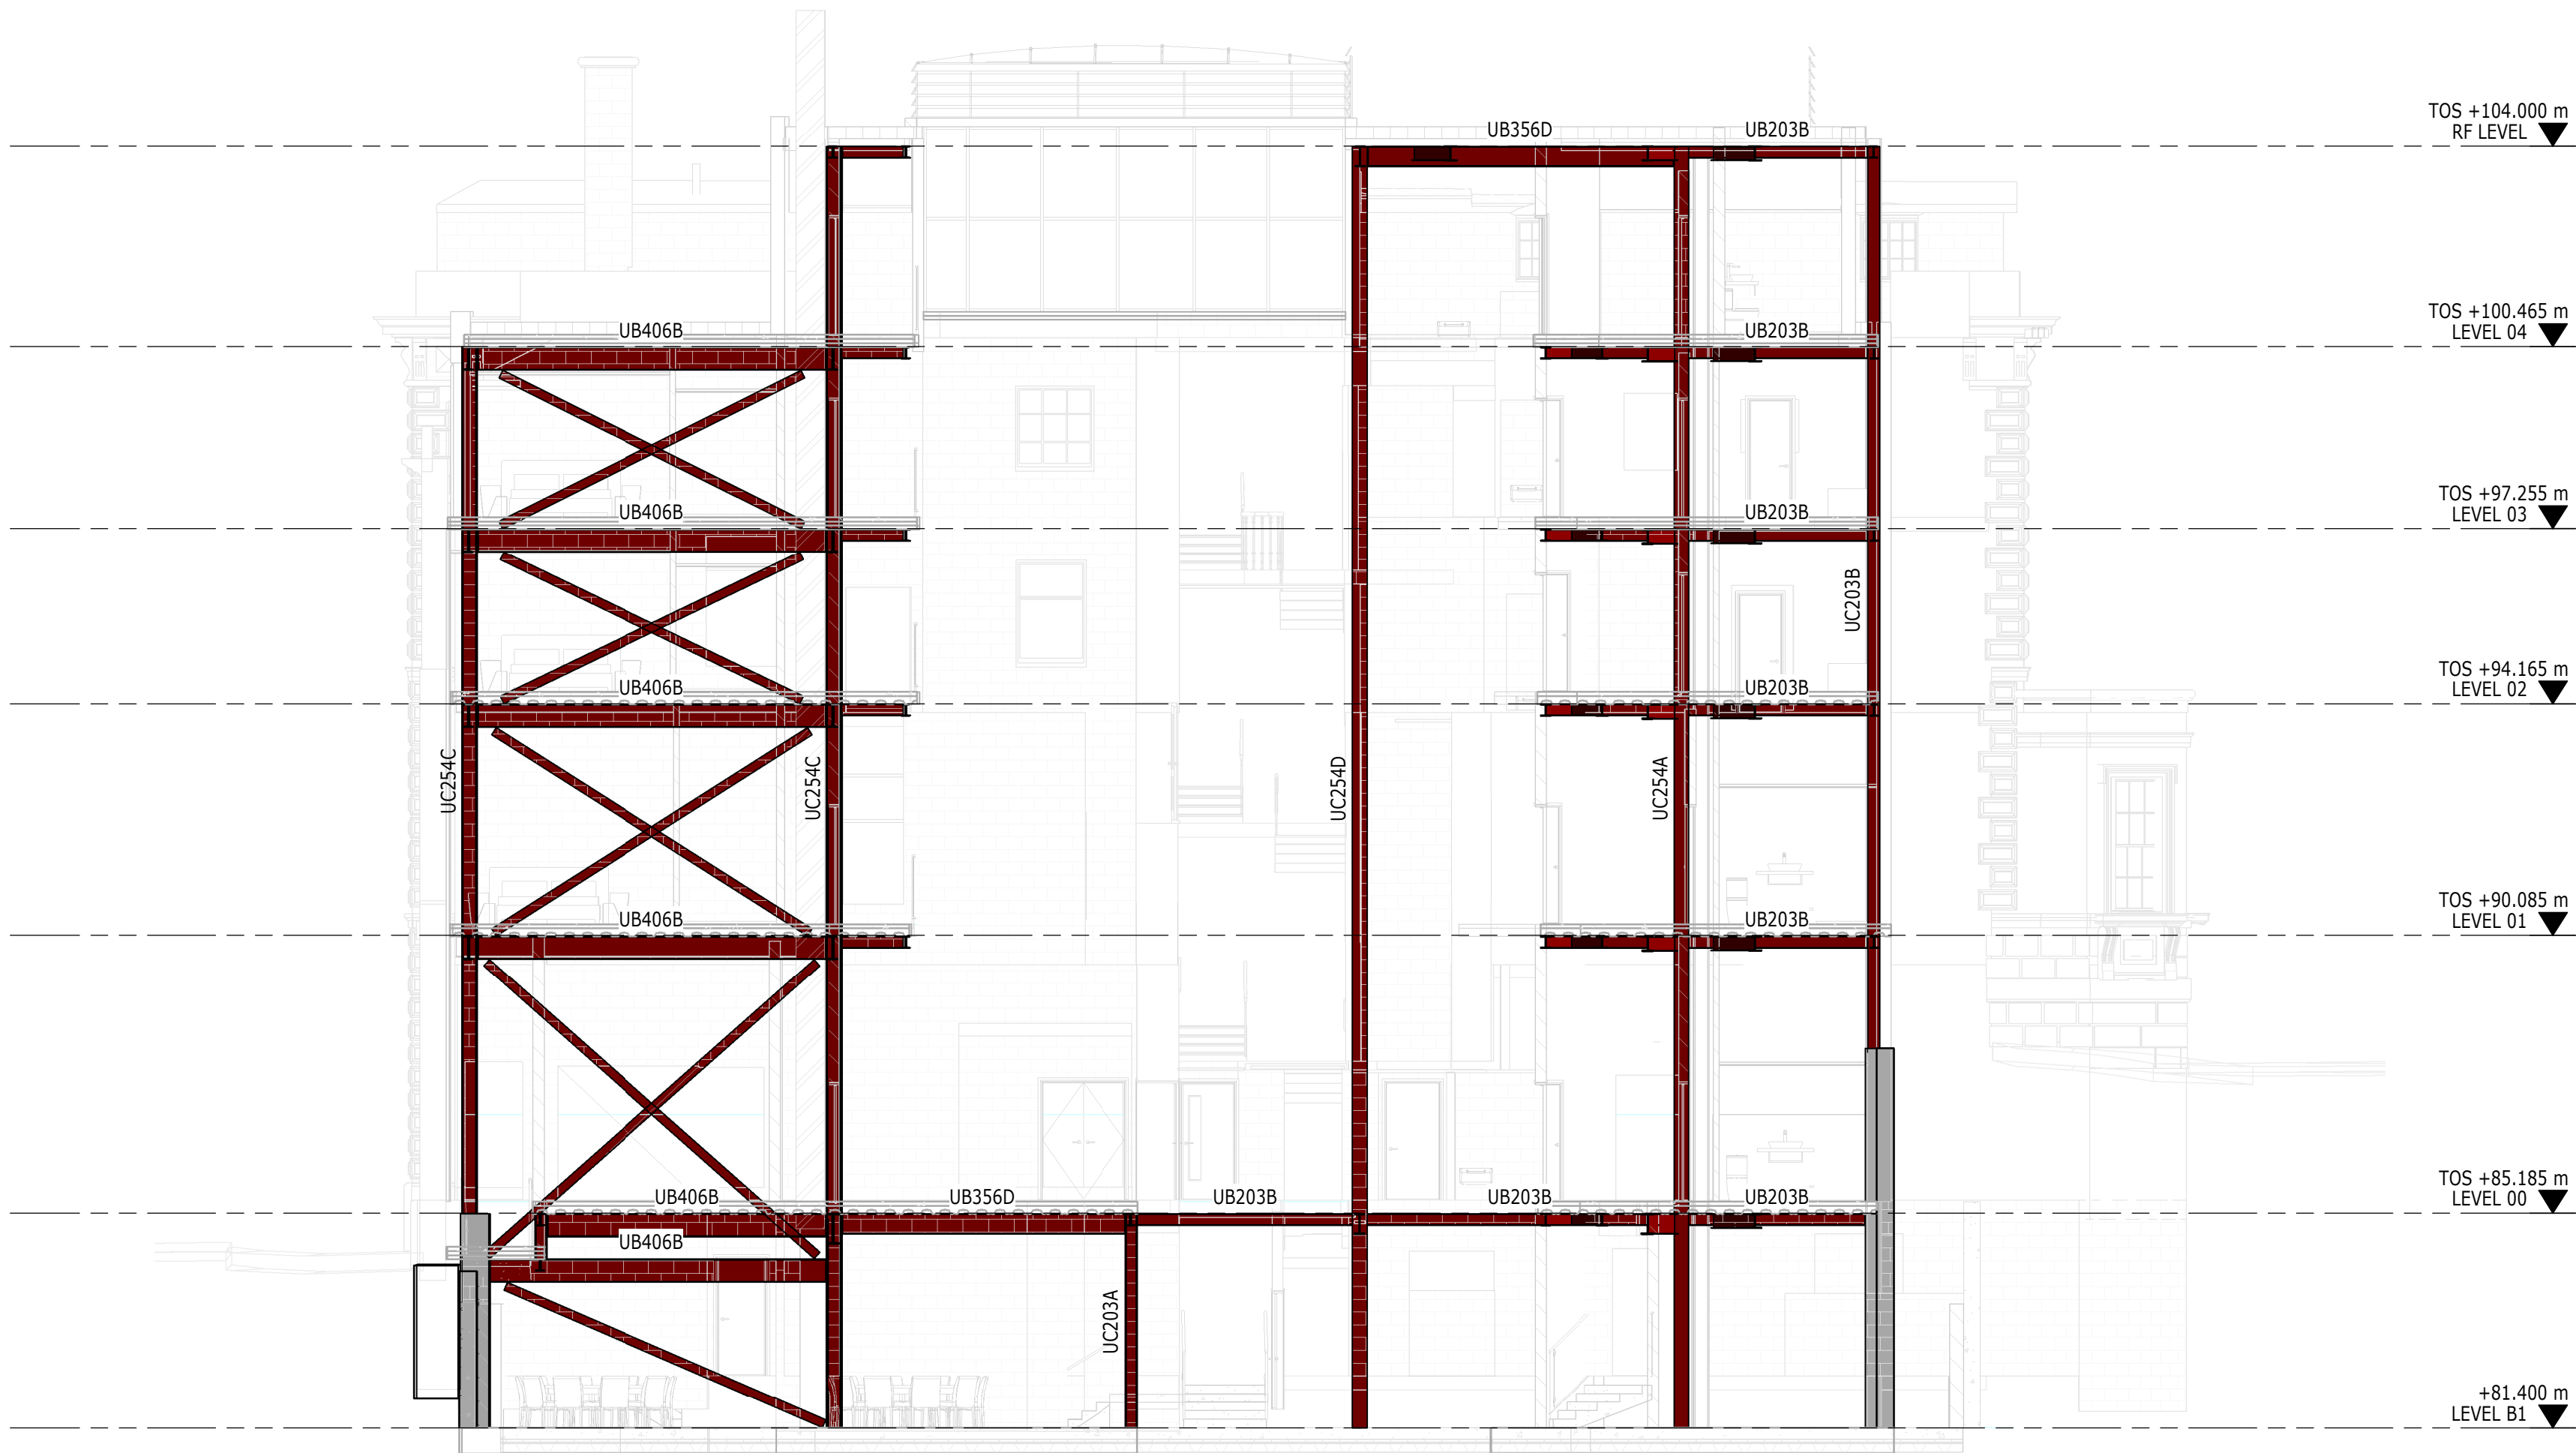 TOS +104.000 m
UB356D
UB203B
RF LEVEL
TOS +100.465 m
UB406B
UB203B
LEVEL 04
TOS +97.255 m
UB406B
UB203B
LEVEL 03
UC203B
TOS +94.165 m
UB406B
UB203B
LEVEL 02
UC254C
UC254C
UC254D
UC254A
TOS +90.085 m
UB406B
UB203B
LEVEL 01
TOS +85.185 m
UB406B
UB356D
UB203B
UB203B
UB203B
LEVEL 00
UB406B
UC203A
+81.400 m
LEVEL B1